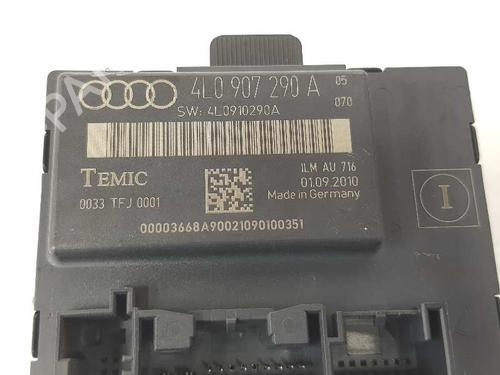 4L0 907 290 A 05
SW: 4L0910290A 070
TEMIC
0033 TFJ 0001
1LM AU 716
01.09.2010
Made in Germany
00003668A90021090100351
I